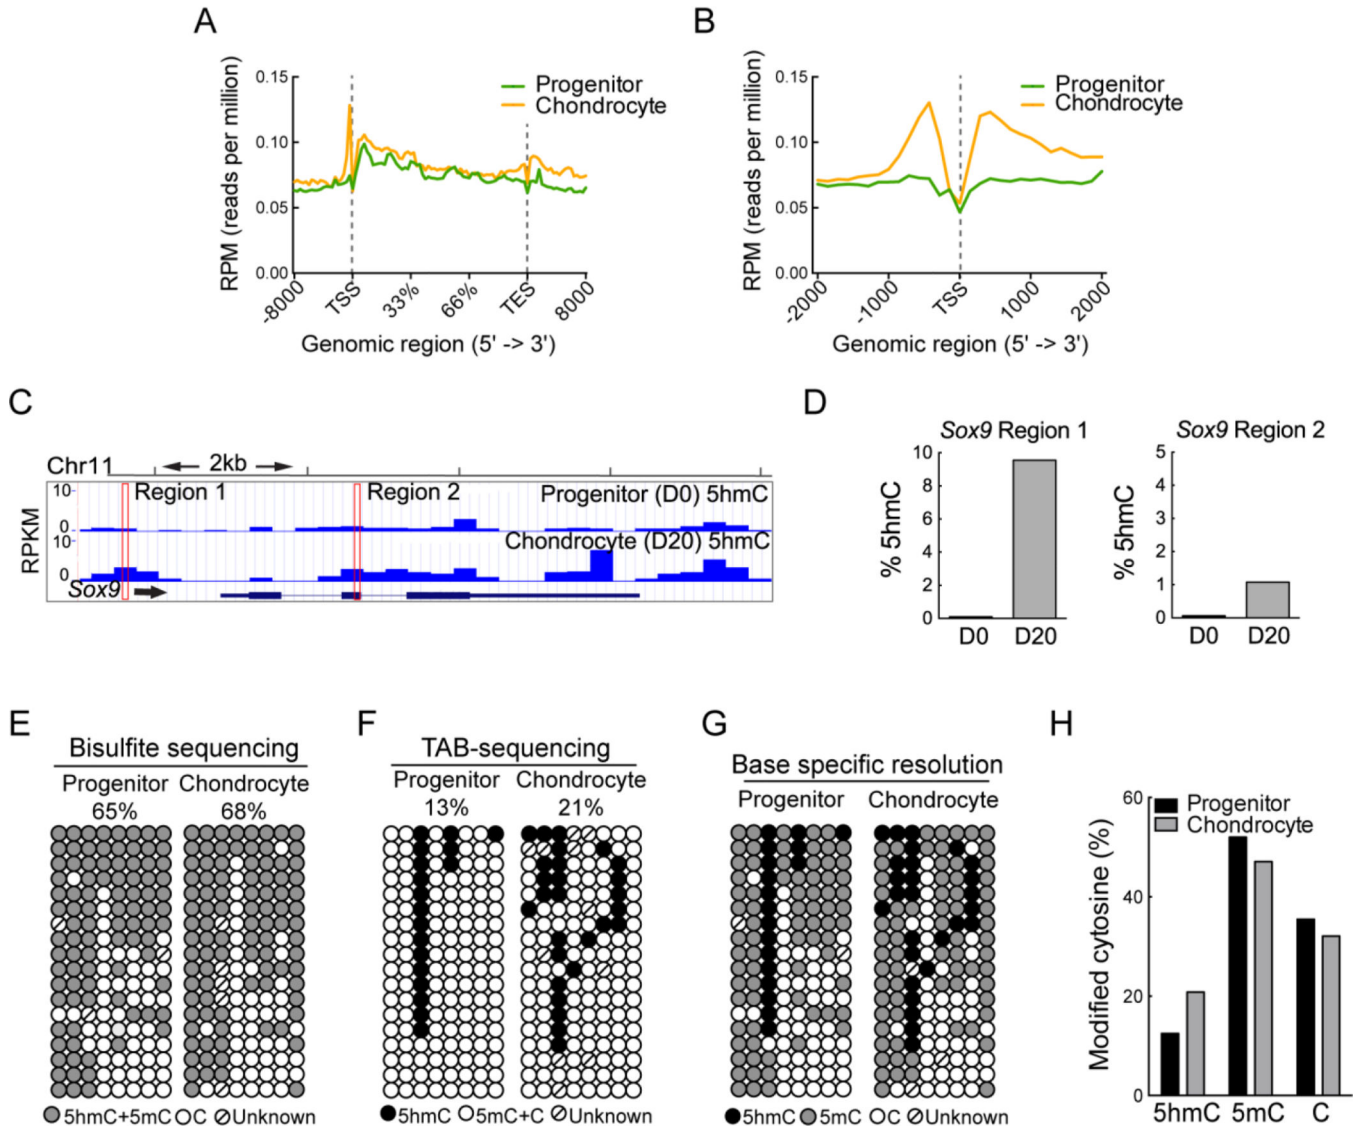 A
RPM (reads per million)
0.15
0.10
0.05
0.00
Progenitor
Chondrocyte
-8000 TSS 33% 66% TES 8000
Genomic region (5' -> 3')
B
RPM (reads per million)
0.15
0.10
0.05
0.00
Progenitor
Chondrocyte
-2000 -1000 TSS 1000 2000
Genomic region (5' -> 3')
C
Chr11 2kb
RPKM
10 Region 1 Region 2 Progenitor (D0) 5hmC
0
10 Chondrocyte (D20) 5hmC
0
Sox9
D
Sox9 Region 1
% 5hmC
10
8
6
4
2
0
D0 D20
Sox9 Region 2
% 5hmC
5
4
3
2
1
0
D0 D20
E
Bisulfite sequencing
Progenitor Chondrocyte
65% 68%
5hmC+5mC C Unknown
F
TAB-sequencing
Progenitor Chondrocyte
13% 21%
5hmC 5mC+C Unknown
G
Base specific resolution
Progenitor Chondrocyte
5hmC 5mC C Unknown
H
Modified cytosine (%)
60
40
20
0
Progenitor
Chondrocyte
5hmC 5mC C